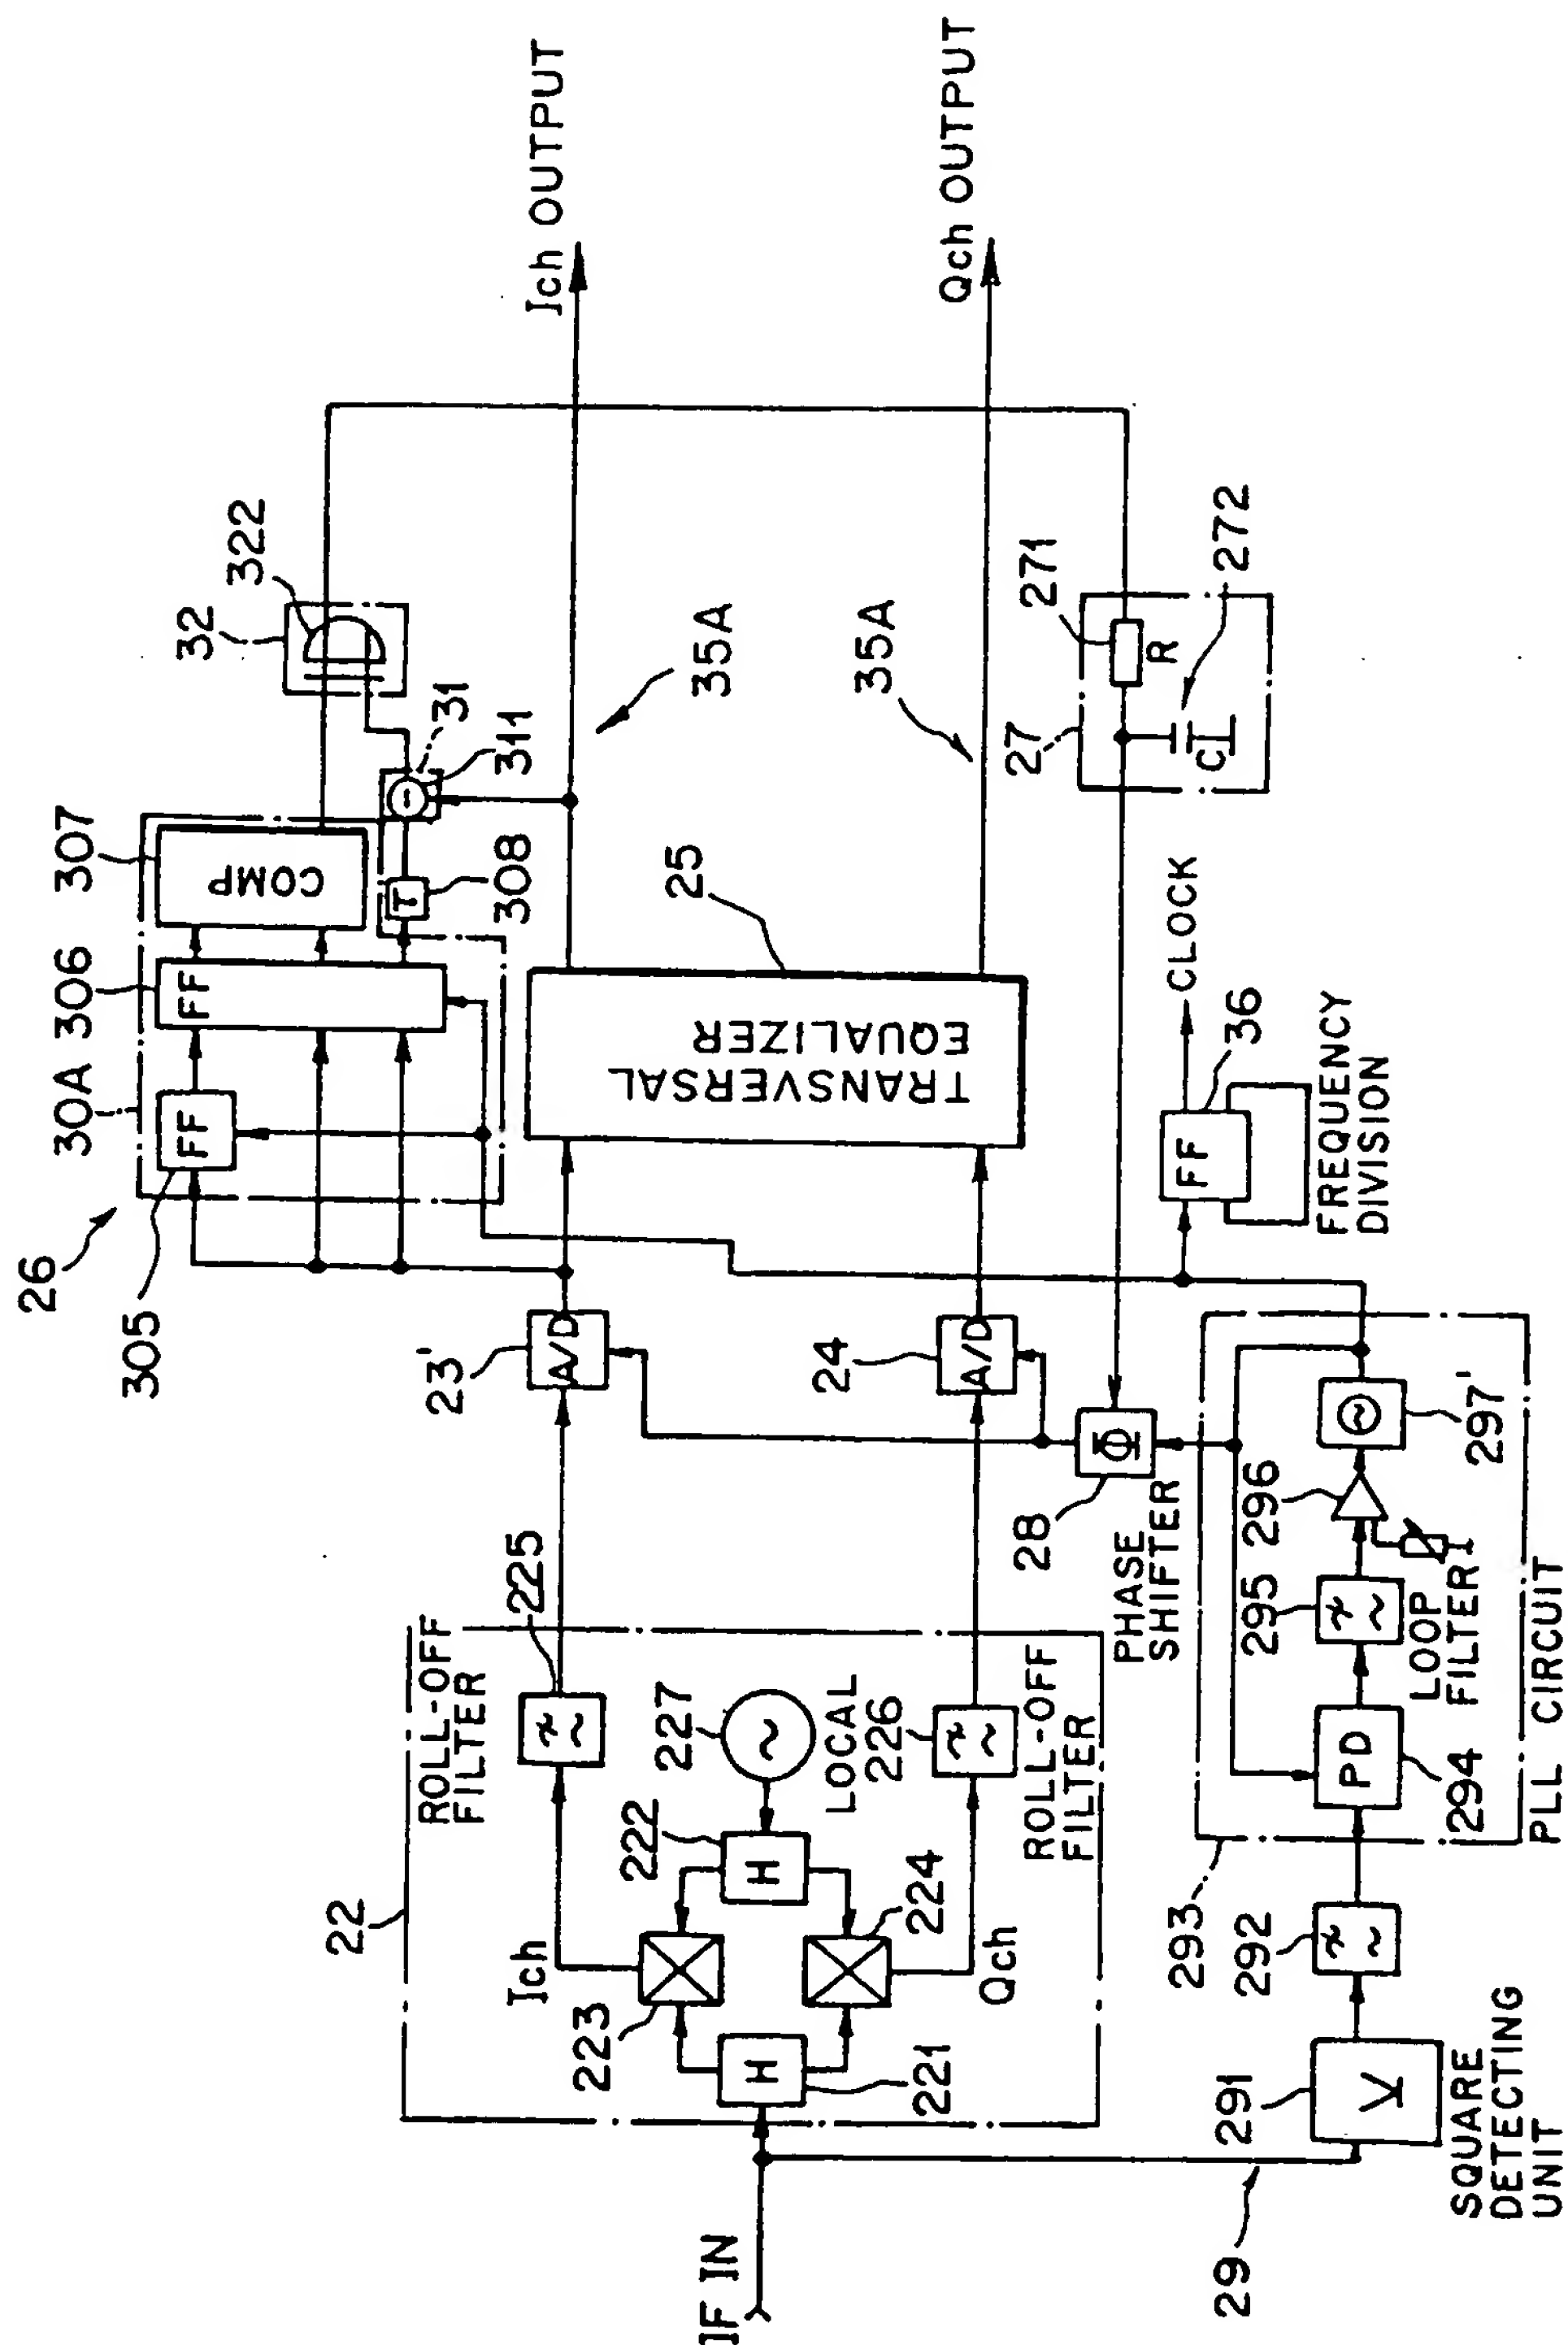 26
305
30A
306
307
FF
FF
COMP
T
308
32
322
31
311
Ich OUTPUT
35A
35A
Qch OUTPUT
23'
A/D
24
A/D
25
TRANSVERSAL
EQUALIZER
22
ROLL-OFF
FILTER
225
Ich
223
222
H
227
LOCAL
226
H
221
224
Qch
ROLL-OFF
FILTER
IF IN
28
Φ
PHASE
SHIFTER
27
271
R
272
C
CLOCK
FF
36
FREQUENCY
DIVISION
29
291
SQUARE
DETECTING
UNIT
292
293
PD
294
295
LOOP
FILTER
296
297'
PLL CIRCUIT